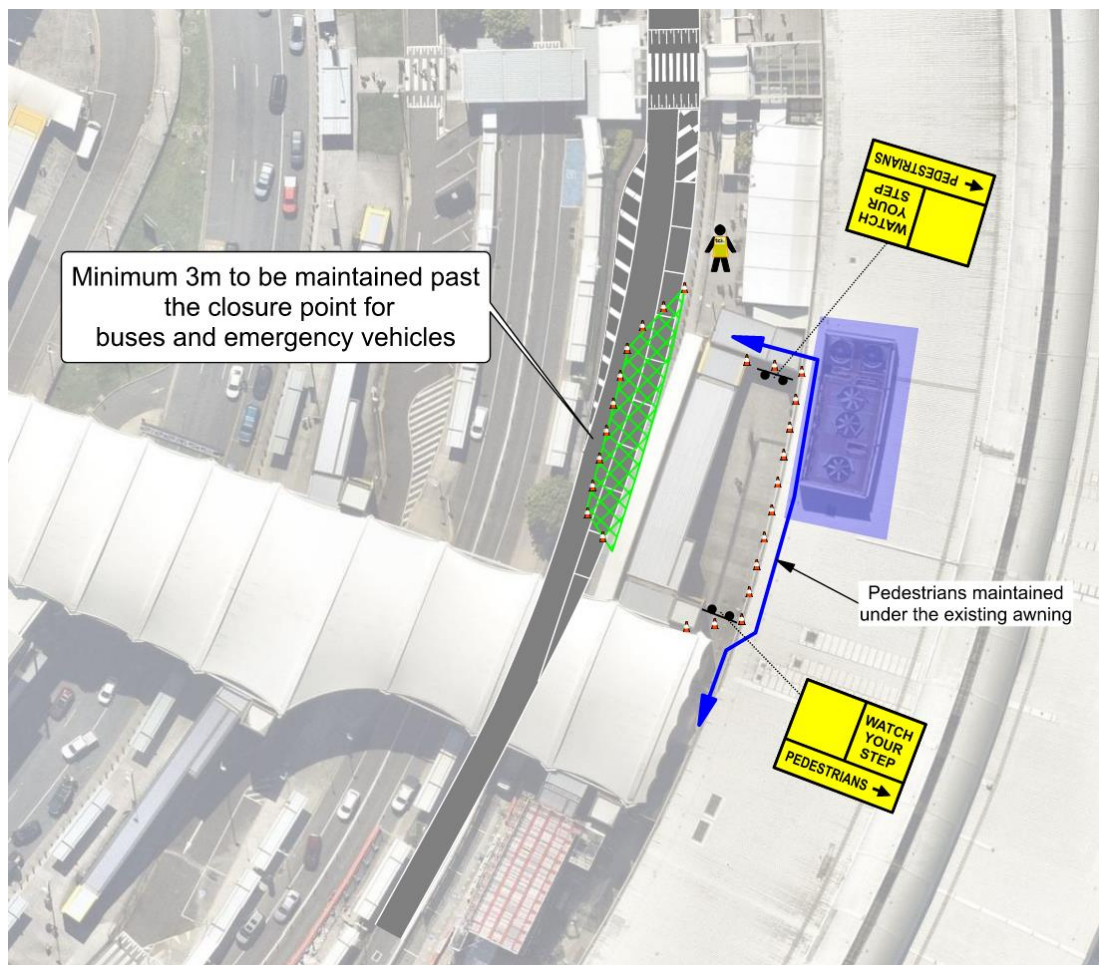 PEDESTRIANS
WATCH
YOUR
STEP
Minimum 3m to be maintained past
the closure point for
buses and emergency vehicles
Pedestrians maintained
under the existing awning
WATCH
YOUR
STEP
PEDESTRIANS